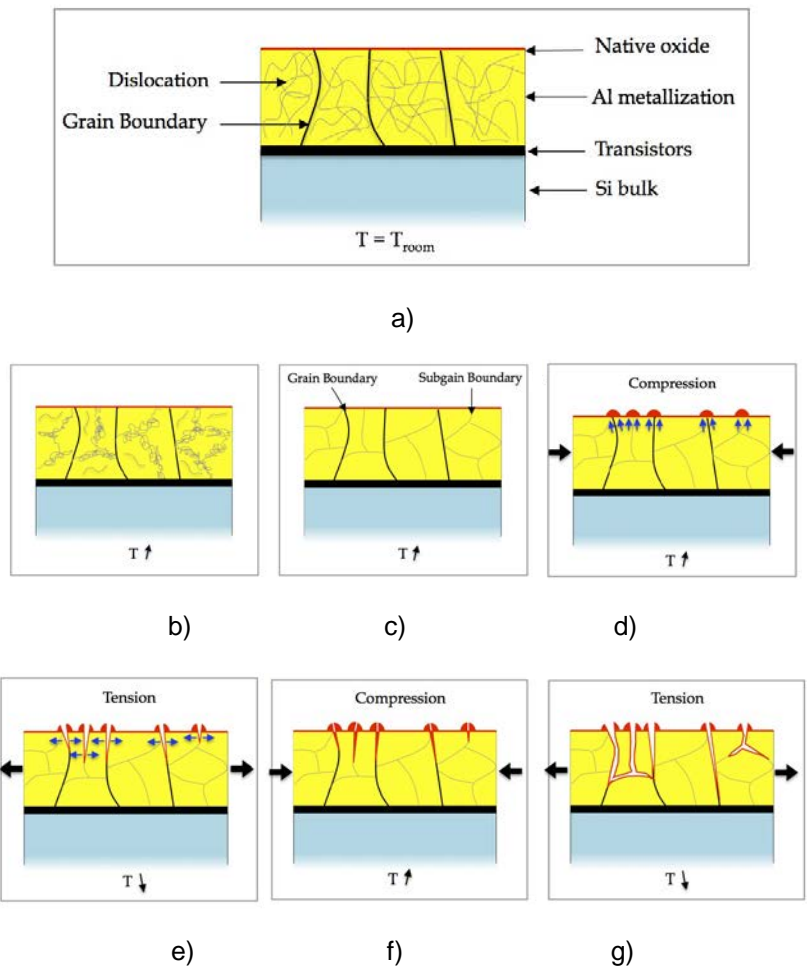 Native oxide
Dislocation
Al metallization
Grain Boundary
Transistors
Si bulk
T = Troom
a)
Grain Boundary
Subgain Boundary
Compression
T
T
T
b)
c)
d)
Tension
Compression
Tension
T
T
T
e)
f)
g)